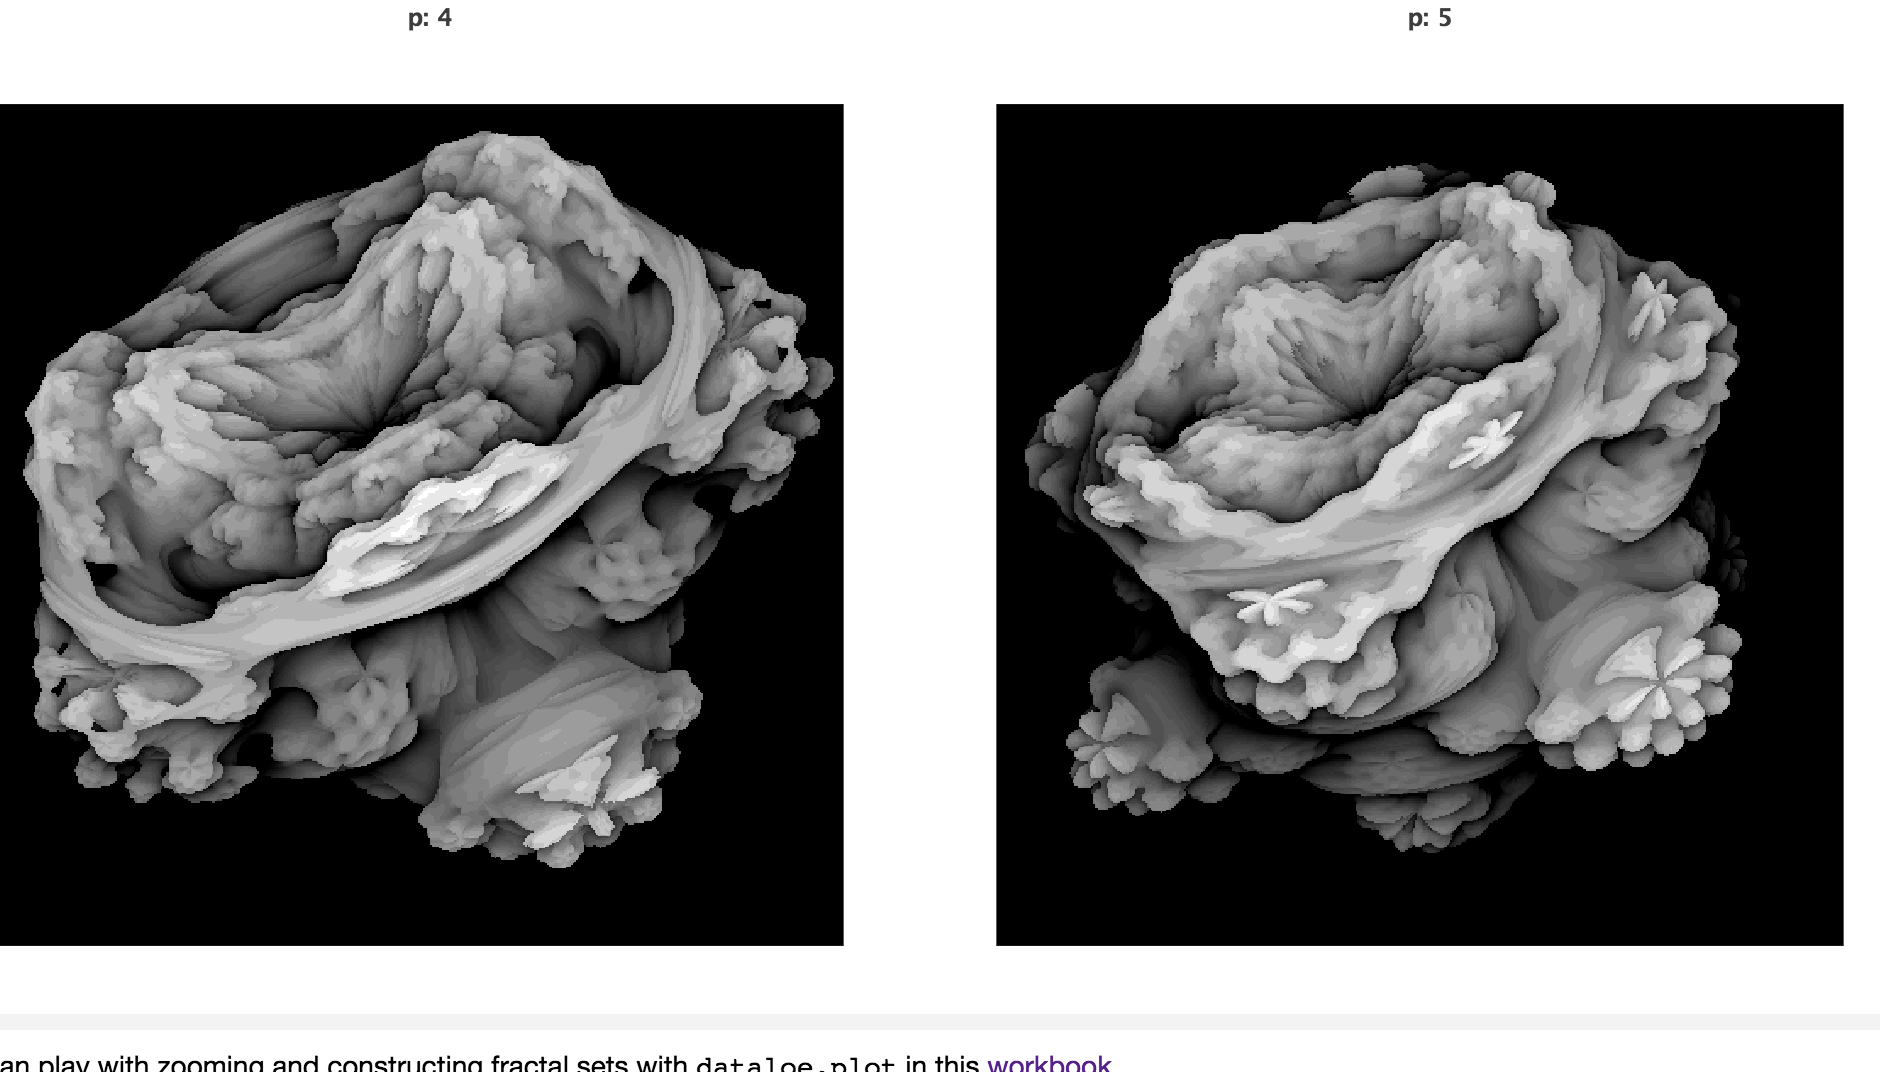 p: 4
p: 5
an play with zooming and constructing fractal sets with dataloe.plot in this workbook